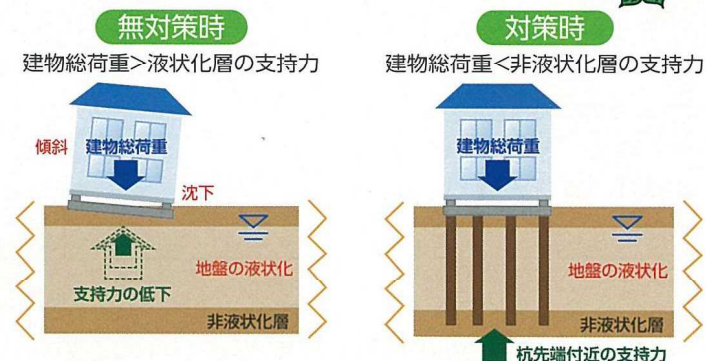 無対策時
建物総荷重>液状化層の支持力
傾斜
建物総荷重
沈下
地盤の液状化
支持力の低下
非液状化層
対策時
建物総荷重<非液状化層の支持力
建物総荷重
地盤の液状化
非液状化層
杭先端付近の支持力